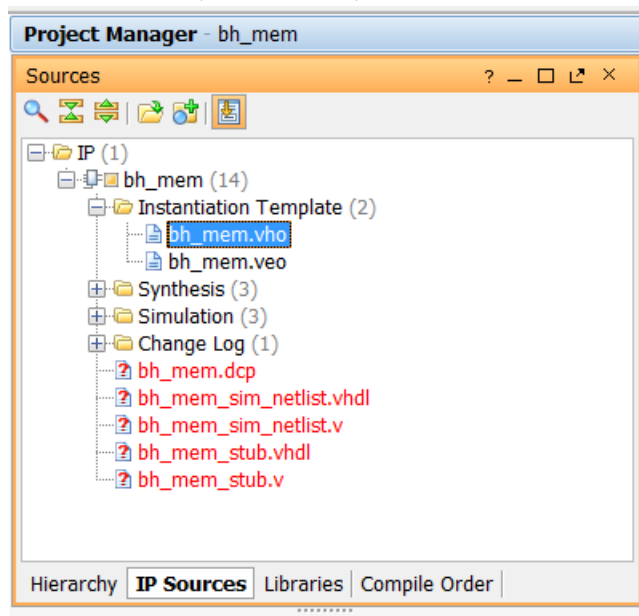 Project Manager - bh_mem
Sources ? _ □ ×
IP (1)
bh_mem (14)
Instantiation Template (2)
bh_mem.vho
bh_mem.veo
Synthesis (3)
Simulation (3)
Change Log (1)
bh_mem.dcp
bh_mem_sim_netlist.vhdl
bh_mem_sim_netlist.v
bh_mem_stub.vhdl
bh_mem_stub.v
Hierarchy IP Sources Libraries Compile Order